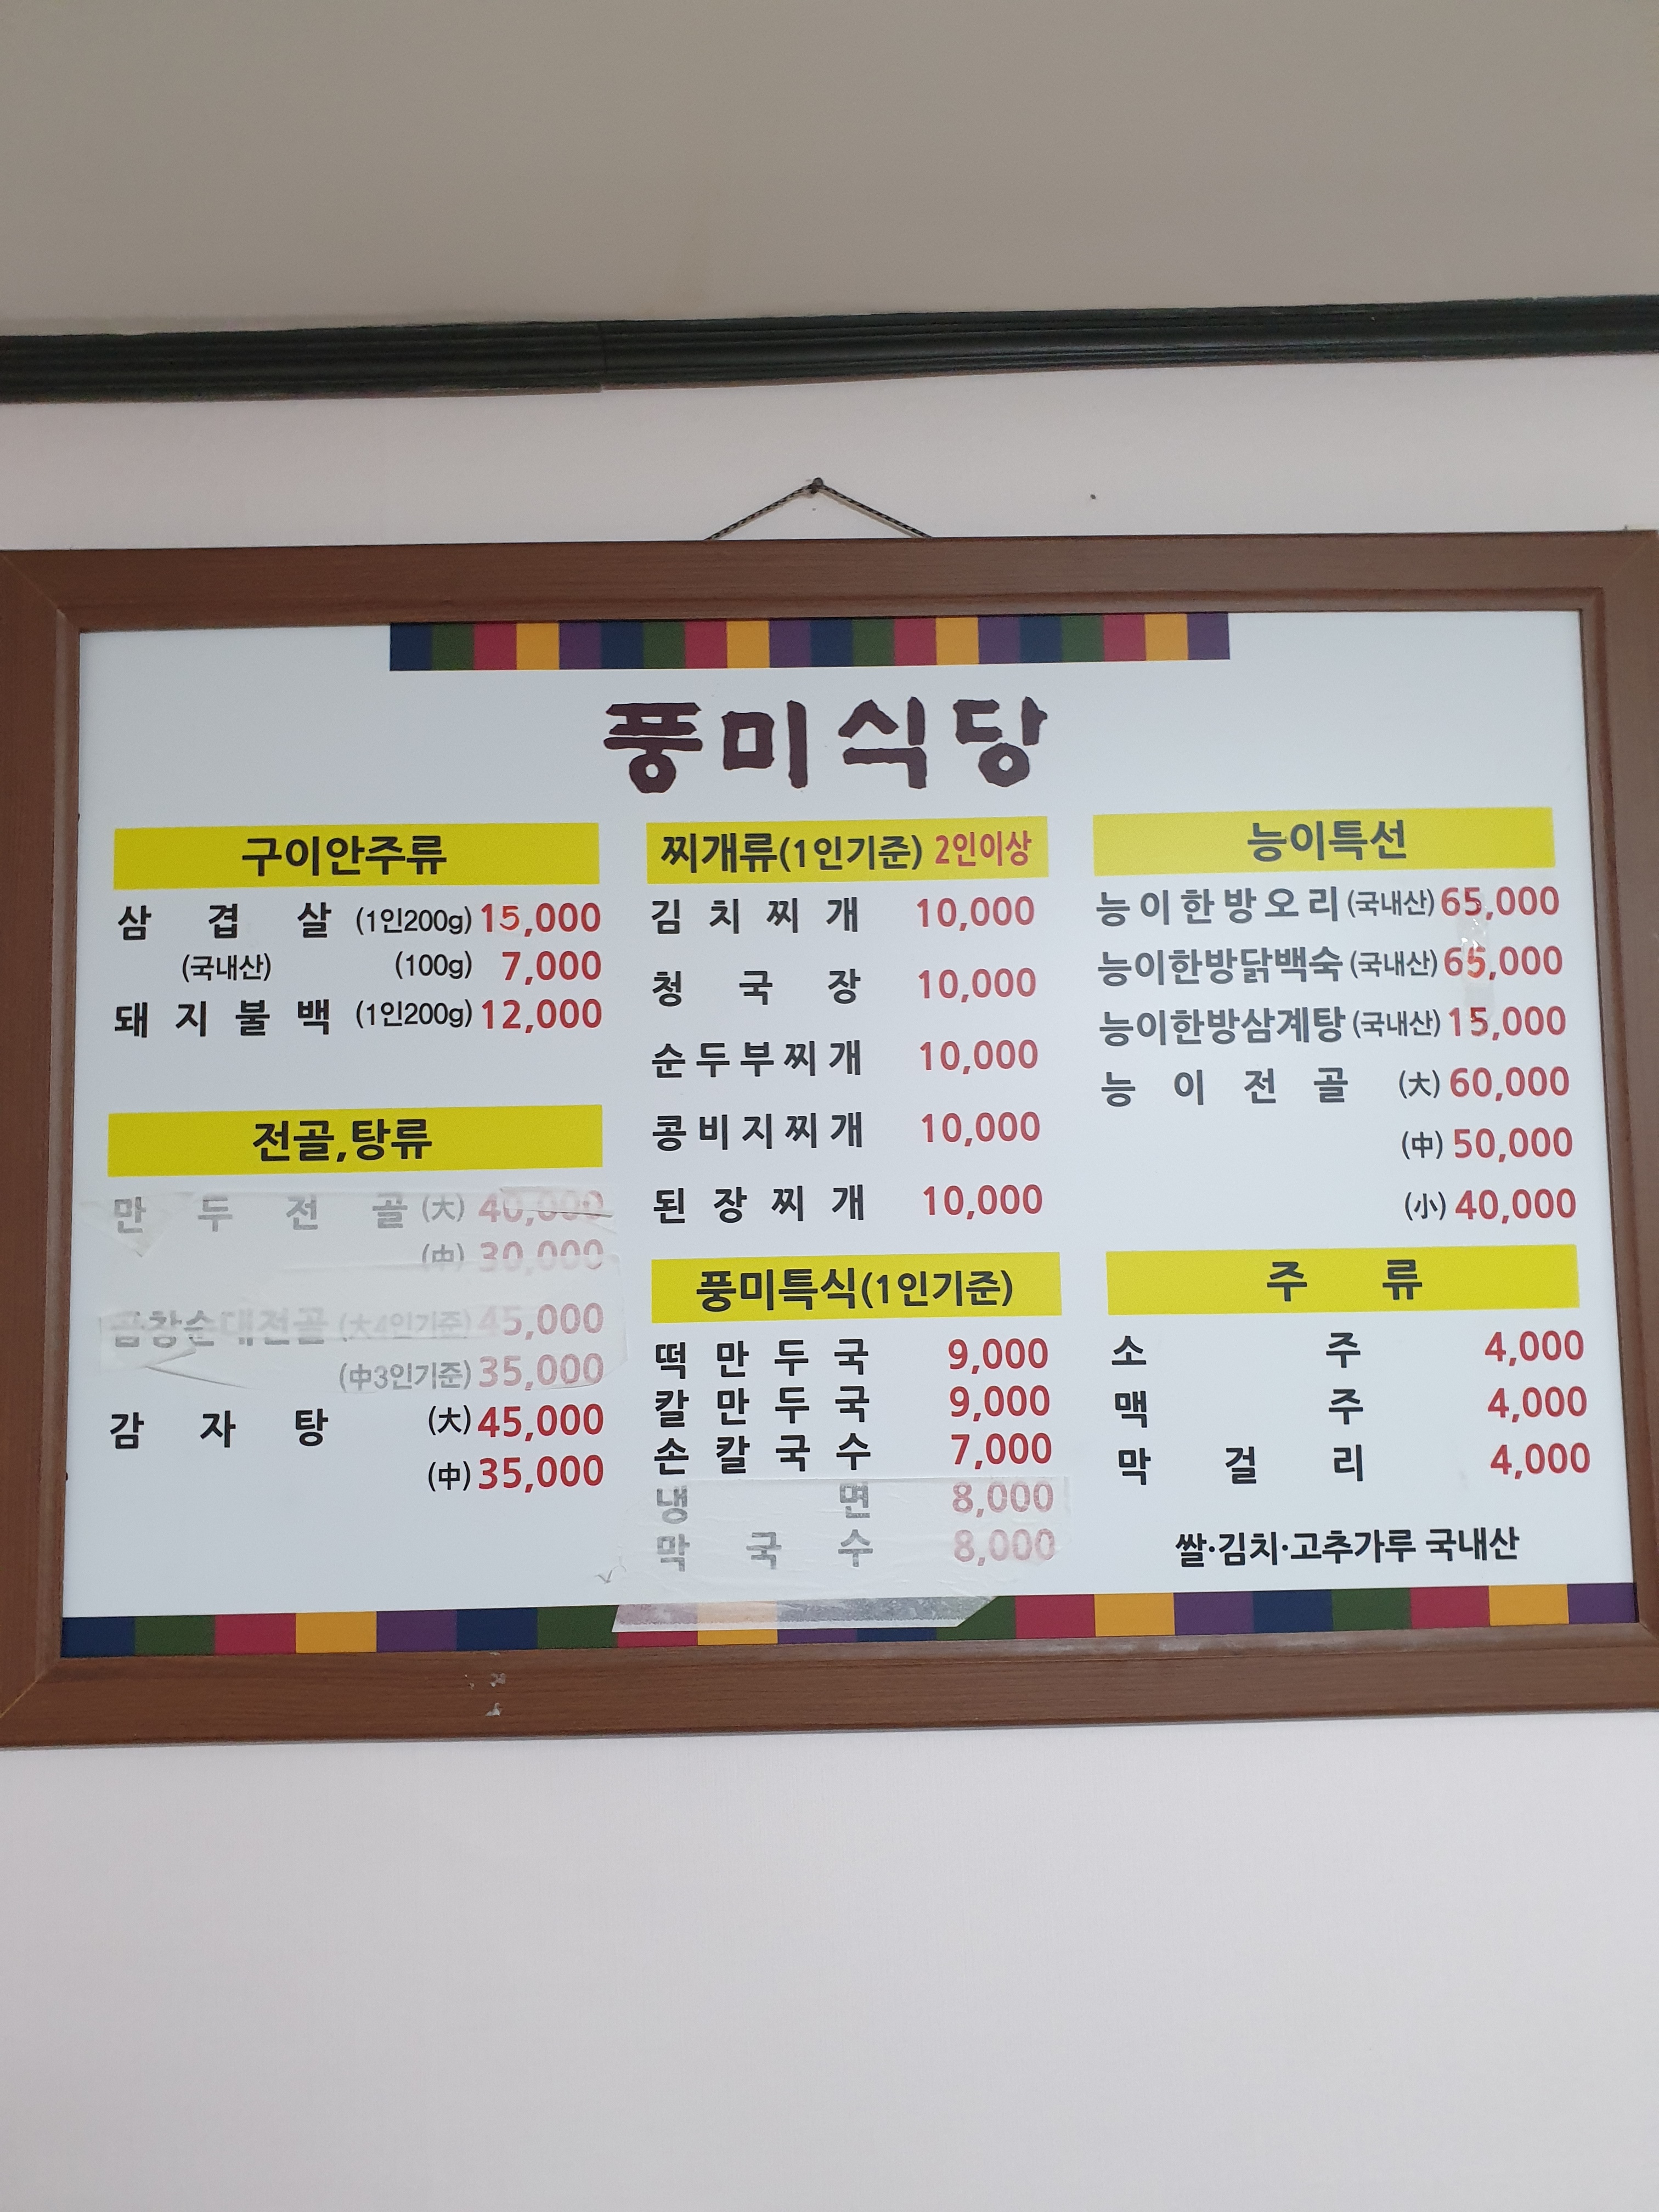 풍미식당
구이안주류
삼겹살 (1인200g) 15,000
(국내산) (100g) 7,000
돼지불백 (1인200g) 12,000
전골,탕류
만두전골 (大) 40,000
(中) 30,000
곱창순대전골 (大4인기준) 45,000
(中3인기준) 35,000
감자탕 (大) 45,000
(中) 35,000
찌개류(1인기준) 2인이상
김치찌개 10,000
청국장 10,000
순두부찌개 10,000
콩비지찌개 10,000
된장찌개 10,000
풍미특식(1인기준)
떡만두국 9,000
칼만두국 9,000
손칼국수 7,000
냉면 8,000
막국수 8,000
능이특선
능이한방오리 (국내산) 65,000
능이한방닭백숙 (국내산) 65,000
능이한방삼계탕 (국내산) 15,000
능이전골 (大) 60,000
(中) 50,000
(小) 40,000
주류
소주 4,000
맥주 4,000
막걸리 4,000
쌀·김치·고추가루 국내산